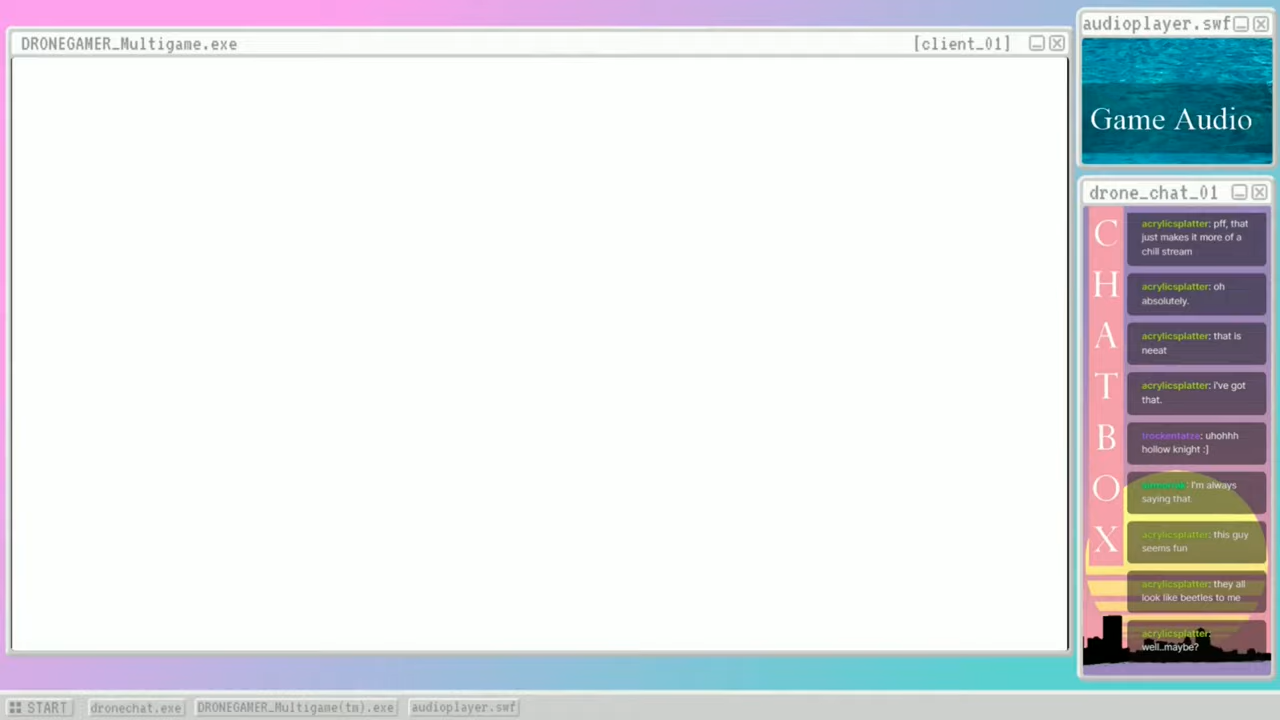 DRONEGAMER_Multigame.exe
[client_01]
audioplayer.swf
Game Audio
drone_chat_01
CHATBOX
acrylicsplatter: pff, that
just makes it more of a
chill stream
acrylicsplatter: oh
absolutely.
acrylicsplatter: that is
neeat
acrylicsplatter: i've got
that.
trockentatze: uhohhh
hollow knight :]
: I'm always
saying that
acrylicsplatter: this guy
seems fun
acrylicsplatter: they all
look like beetles to me
acrylicsplatter:
well..maybe?
START
dronechat.exe
DRONEGAMER_Multigame(tm).exe
audioplayer.swf